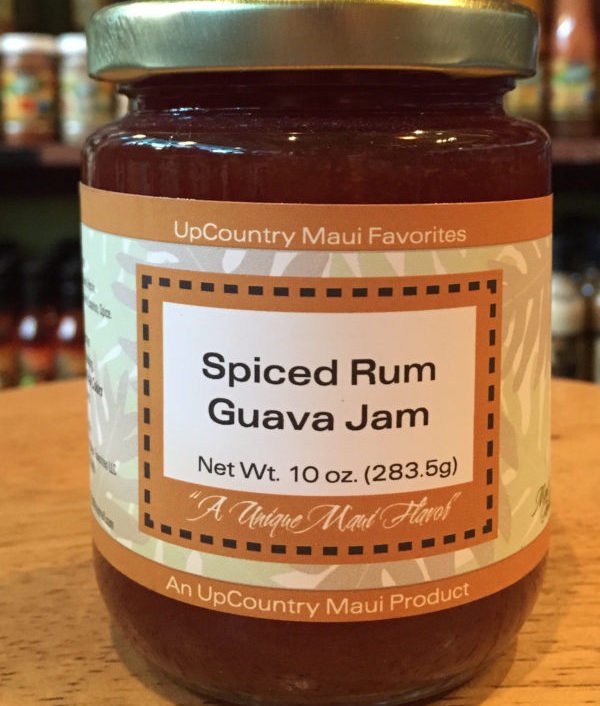 UpCountry Maui Favorites
Spiced Rum
Guava Jam
Net Wt. 10 oz. (283.5g)
"A Unique Maui Flavor"
An UpCountry Maui Product